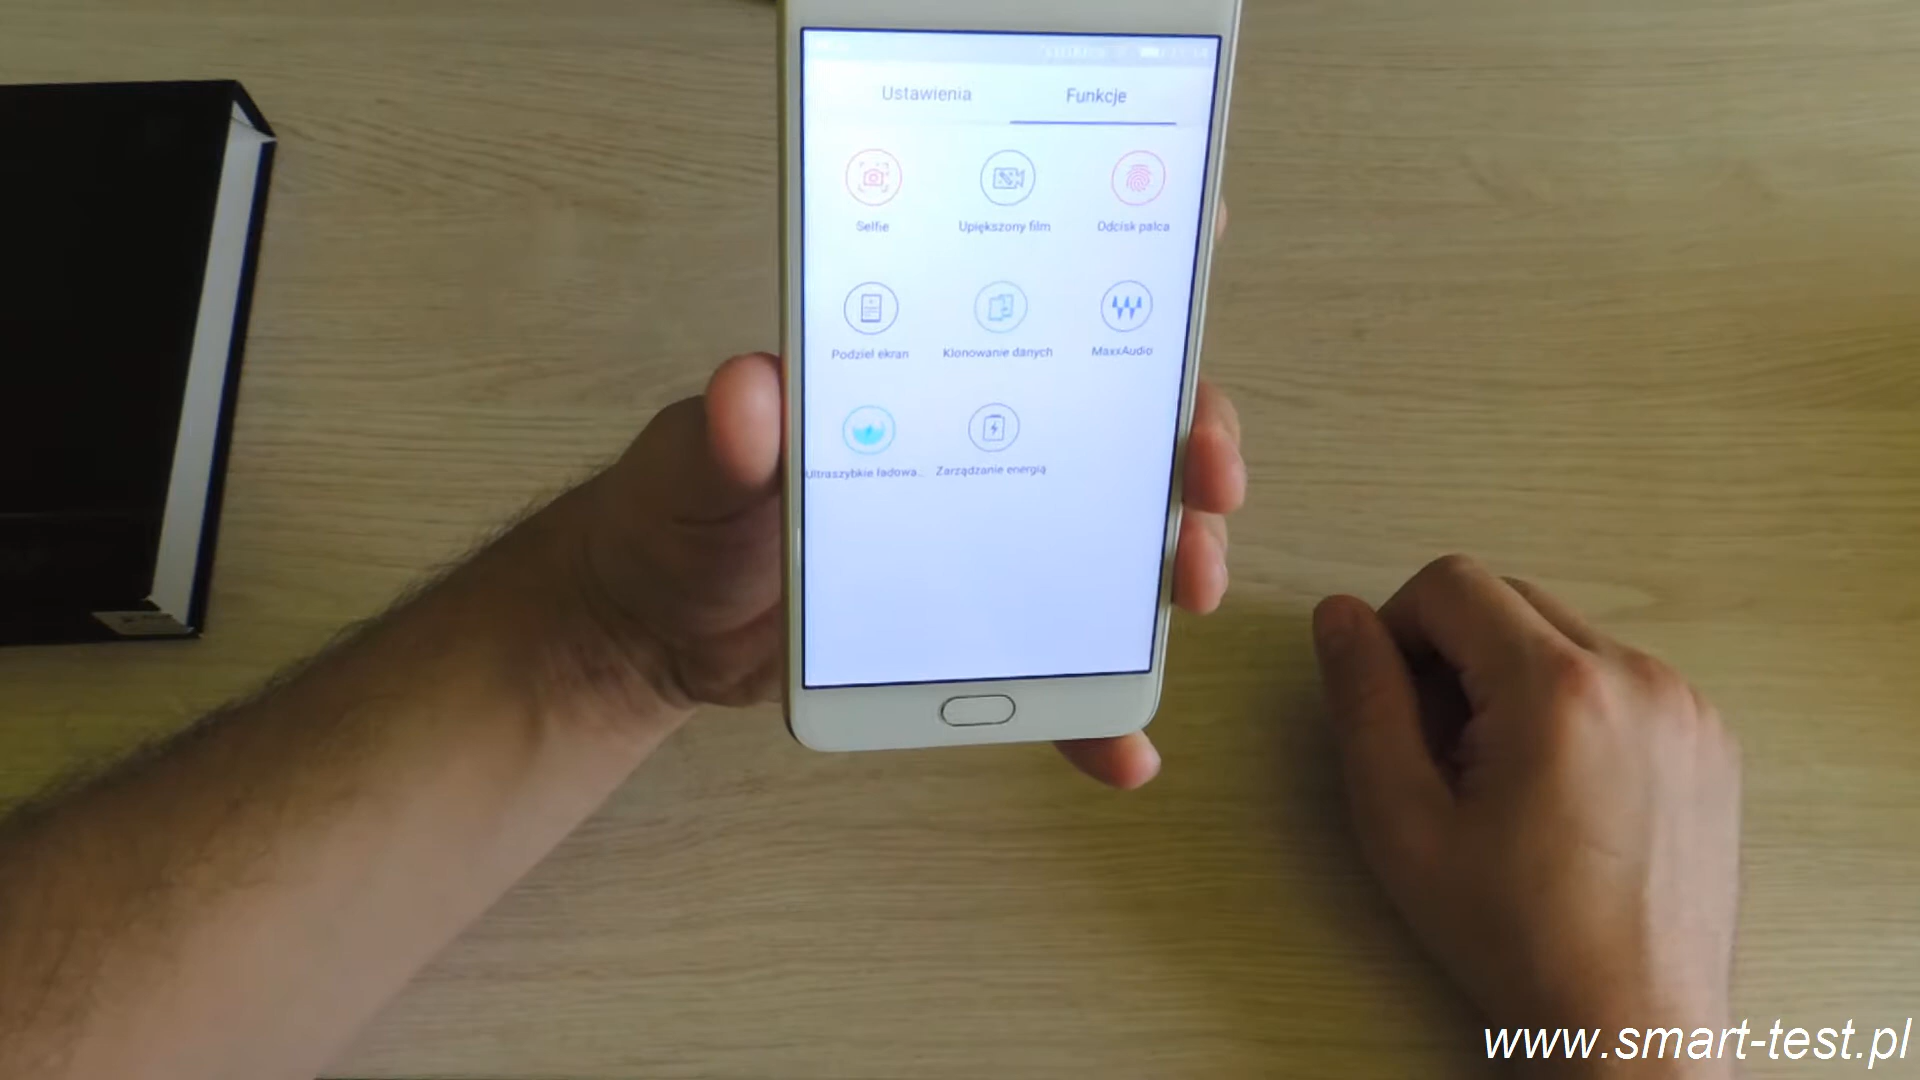 Ustawienia Funkcje
Selfie Upiększony film Odcisk palca
Podziel ekran Klonowanie danych MaxxAudio
Ultraszybkie ładowa... Zarządzanie energią
www.smart-test.pl